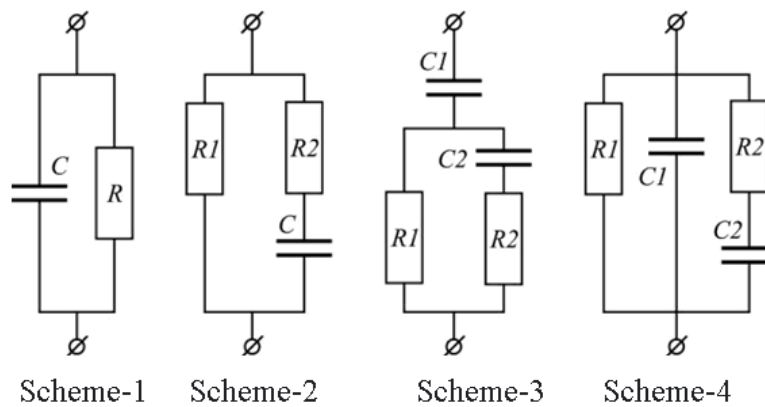 C
R
Scheme-1
R1
R2
C
Scheme-2
C1
C2
R1
R2
Scheme-3
R1
C1
R2
C2
Scheme-4